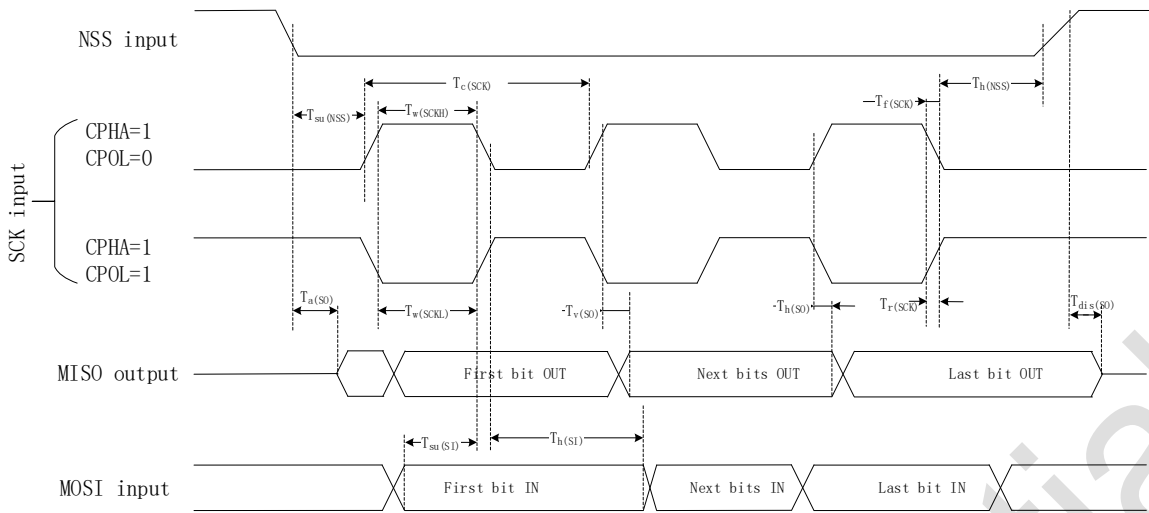 NSS input
Tc(SCK)
Th(NSS)
Tf(SCK)
Tsu(NSS)
Tw(SCKH)
CPHA=1
CPOL=0
SCK input
CPHA=1
CPOL=1
Ta(SO)
Tw(SCKL)
Tv(SO)
Th(SO)
Tr(SCK)
Tdis(SO)
MISO output
First bit OUT
Next bits OUT
Last bit OUT
Tsu(SI)
Th(SI)
MOSI input
First bit IN
Next bits IN
Last bit IN